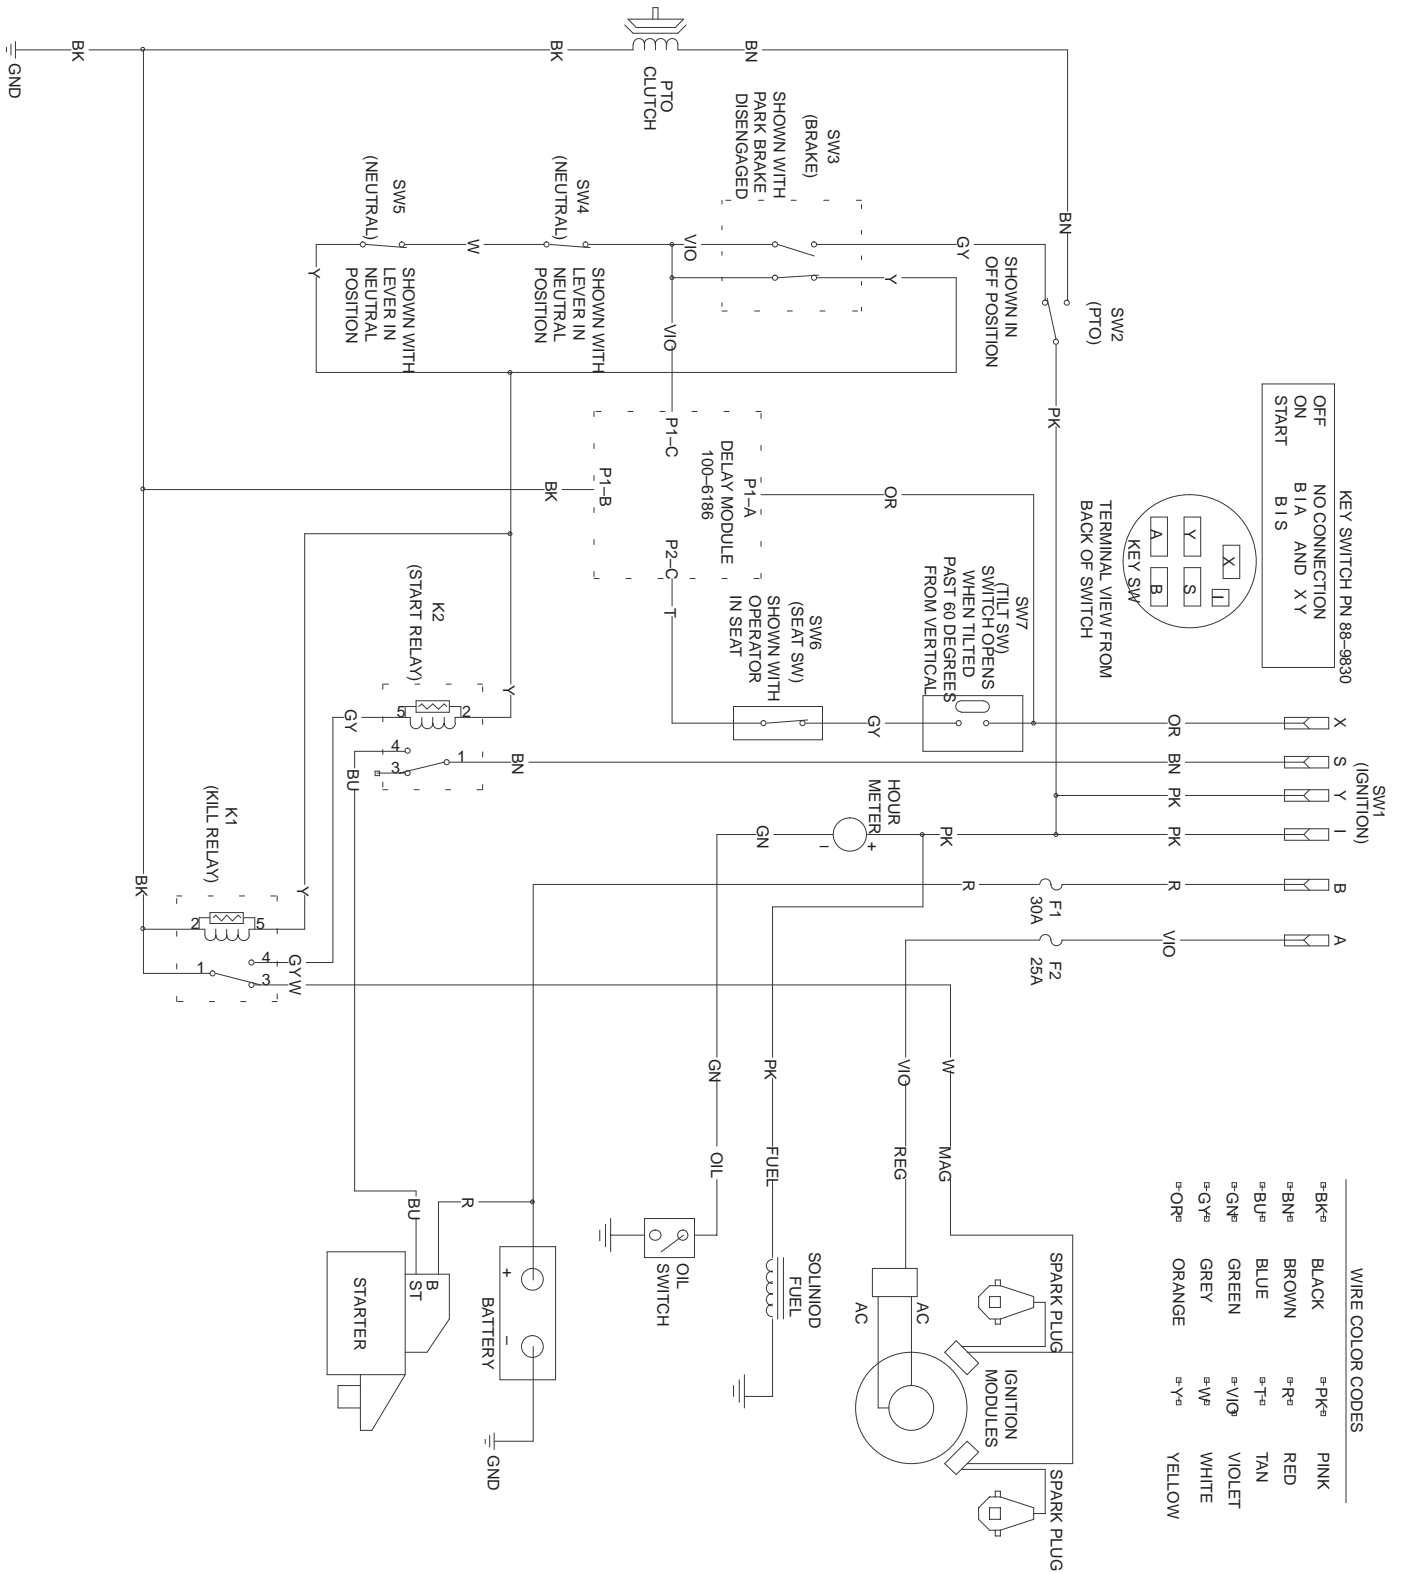 KEY SWITCH PN 88–9830
OFF NO CONNECTION
ON B I A AND X Y
START B I S
X
I
Y
S
A
B
KEY SW
TERMINAL VIEW FROM
BACK OF SWITCH
SW1
(IGNITION)
X
S
Y
I
B
A
OR
BN
PK
PK
R
VIO
F1
30A
F2
25A
R
WIRE COLOR CODES
BK BLACK PK PINK
BN BROWN R RED
BU BLUE T TAN
GN GREEN VIO VIOLET
GY GREY W WHITE
OR ORANGE Y YELLOW
SW2
(PTO)
SHOWN IN
OFF POSITION
BN
BN
PK
GY
PTO
CLUTCH
BK
BK
GND
SW3
(BRAKE)
SHOWN WITH
PARK BRAKE
DISENGAGED
VIO
Y
VIO
SW4
(NEUTRAL)
SHOWN WITH
LEVER IN
NEUTRAL
POSITION
W
SW5
(NEUTRAL)
SHOWN WITH
LEVER IN
NEUTRAL
POSITION
Y
P1–A
DELAY MODULE
100–6186
P1–C
P1–B
P2–C
OR
BK
T
SW7
(TILT SW)
SWITCH OPENS
WHEN TILTED
PAST 60 DEGREES
FROM VERTICAL
SW6
(SEAT SW)
SHOWN WITH
OPERATOR
IN SEAT
GY
K2
(START RELAY)
Y
5
2
GY
4
3
1
BN
BU
HOUR
METER
+
–
PK
GN
K1
(KILL RELAY)
BK
Y
2
5
1
4
3
GY
W
GN
PK
VIO
W
OIL
FUEL
REG
MAG
BU
R
B
ST
STARTER
+
–
BATTERY
GND
OIL
SWITCH
SOLINIOD
FUEL
AC
AC
SPARK PLUG
IGNITION
MODULES
SPARK PLUG